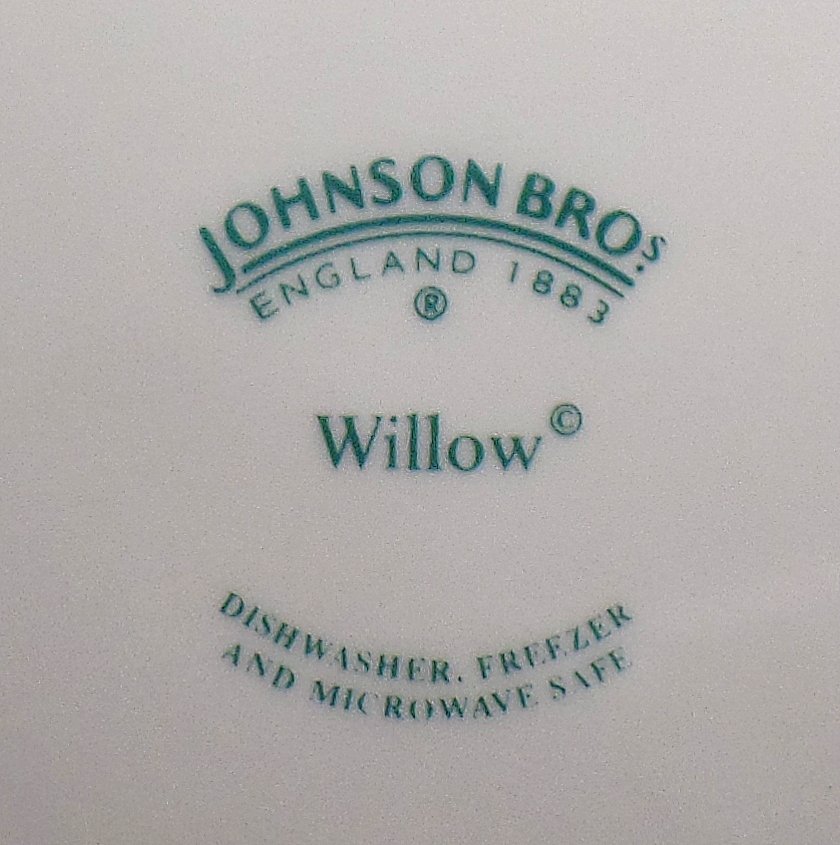 JOHNSON BROS.
ENGLAND 1883
®
Willow©
DISHWASHER, FREEZER
AND MICROWAVE SAFE